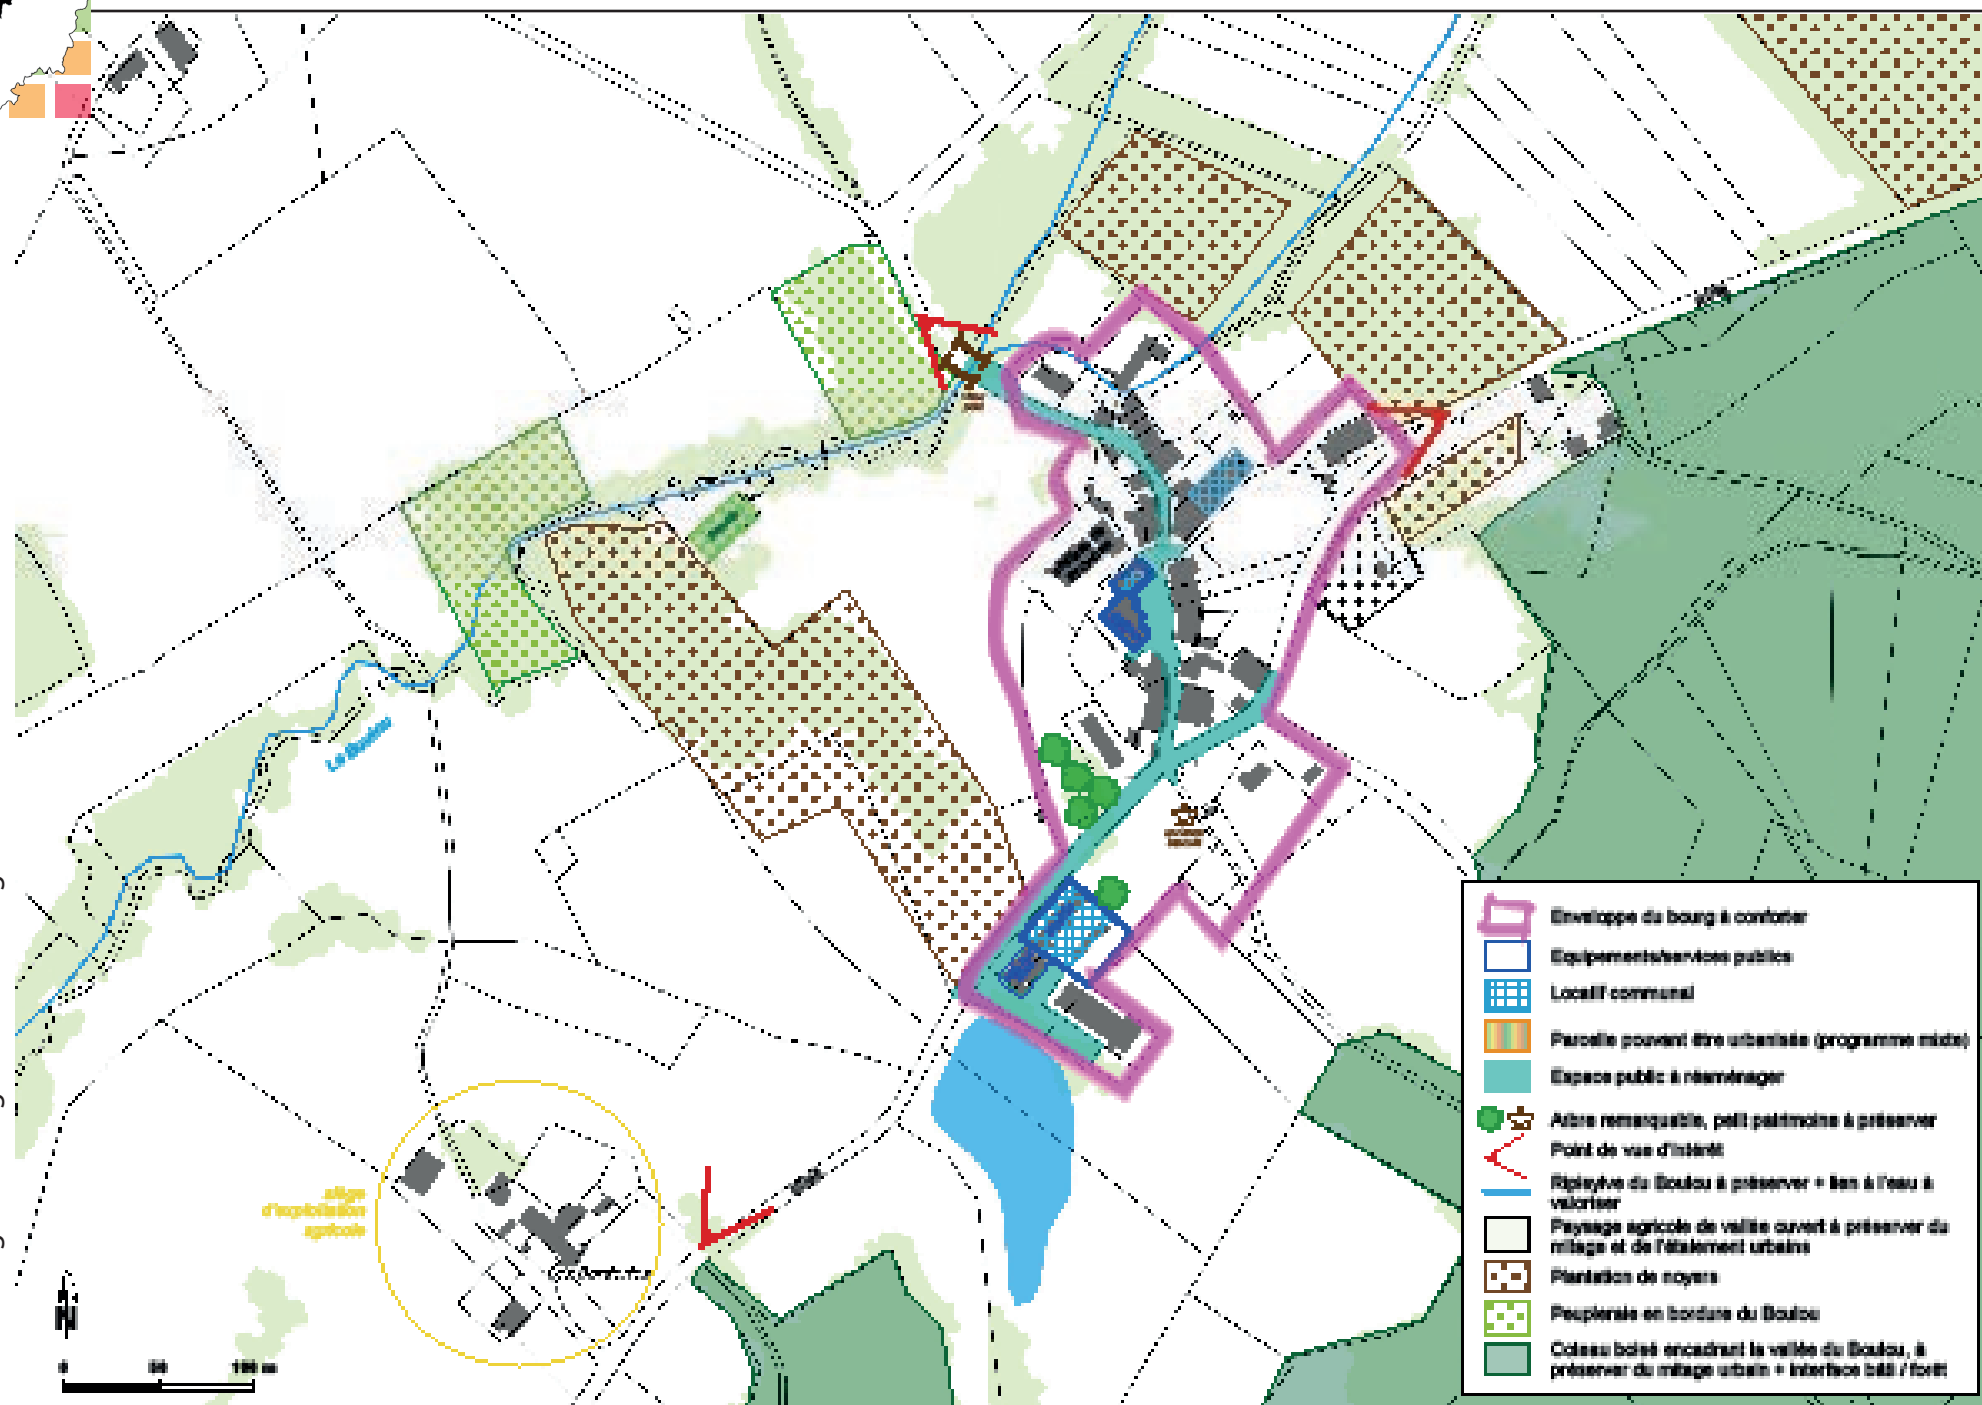 Le Boulou
siège
d'exploitation
agricole
N
0 50 100 m
Enveloppe du bourg à conforter
Equipements/services publics
Locatif communal
Parcelle pouvant être urbanisée (programme mixte)
Espace public à réaménager
Arbre remarquable, petit patrimoine à préserver
Point de vue d'intérêt
Ripisylve du Boulou à préserver + lien à l'eau à
valoriser
Paysage agricole de vallée ouvert à préserver du
mitage et de l'étalement urbains
Plantation de noyers
Peupleraie en bordure du Boulou
Coteau boisé encadrant la vallée du Boulou, à
préserver du mitage urbain + interface bâti / forêt